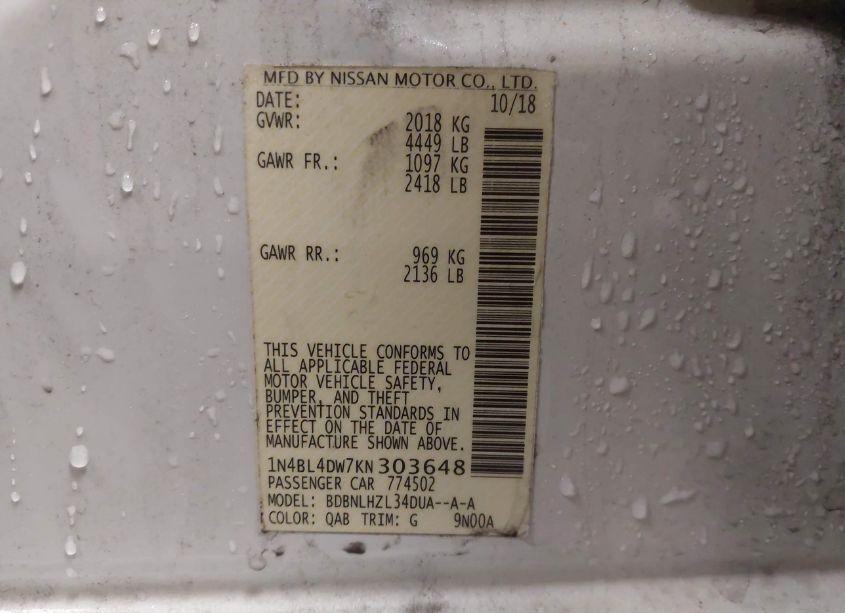 MFD BY NISSAN MOTOR CO., LTD.
DATE: 10/18
GVWR: 2018 KG
4449 LB
GAWR FR.: 1097 KG
2418 LB
GAWR RR.: 969 KG
2136 LB
THIS VEHICLE CONFORMS TO
ALL APPLICABLE FEDERAL
MOTOR VEHICLE SAFETY,
BUMPER, AND THEFT
PREVENTION STANDARDS IN
EFFECT ON THE DATE OF
MANUFACTURE SHOWN ABOVE.
1N4BL4DW7KN303648
PASSENGER CAR 774502
MODEL: BDBNLHZL34DUA--A-A
COLOR: QAB TRIM: G 9N00A